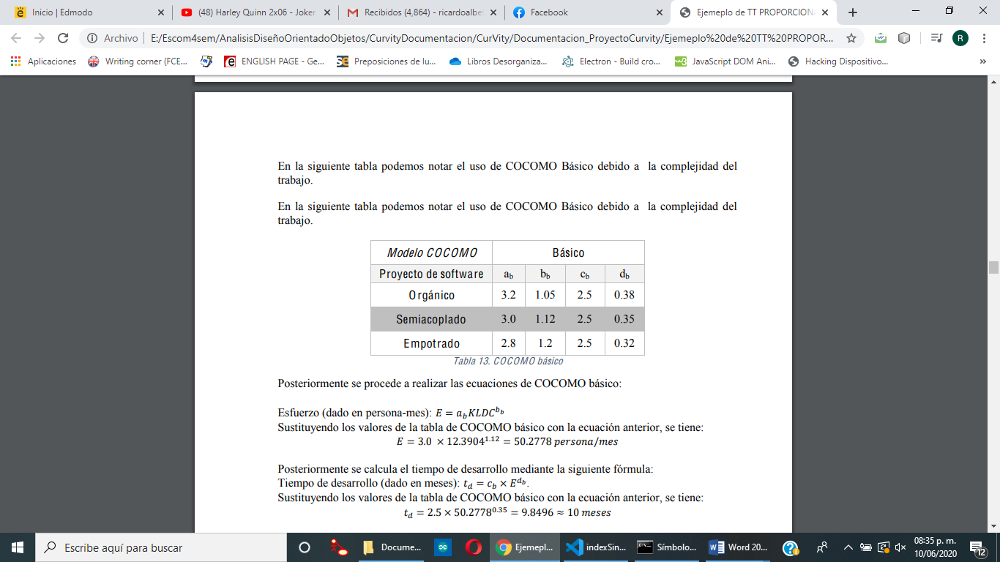 Inicio | Edmodo
(48) Harley Quinn 2x06 - Joker
Recibidos (4,864) - ricardoalbe
Facebook
Ejemeplo de TT PROPORCION
Archivo
E:/Escom4sem/AnalisisDiseñoOrientadoObjetos/CurvityDocumentacion/CurVity/Documentacion_ProyectoCurvity/Ejemeplo%20de%20TT%20PROPOR...
R
Aplicaciones
Writing corner (FCE...
ENGLISH PAGE - Ge...
Preposiciones de lu...
Libros Desorganiza...
Electron - Build cro...
JavaScript DOM Ani...
Hacking Dispositivo...
»
En la siguiente tabla podemos notar el uso de COCOMO Básico debido a la complejidad del
trabajo.
En la siguiente tabla podemos notar el uso de COCOMO Básico debido a la complejidad del
trabajo.
Modelo COCOMO Básico
Proyecto de software a_b b_b c_b d_b
Orgánico 3.2 1.05 2.5 0.38
Semiacoplado 3.0 1.12 2.5 0.35
Empotrado 2.8 1.2 2.5 0.32
Tabla 13. COCOMO básico
Posteriormente se procede a realizar las ecuaciones de COCOMO básico:
Esfuerzo (dado en persona-mes): E = a_b KLDC^{b_b}
Sustituyendo los valores de la tabla de COCOMO básico con la ecuación anterior, se tiene:
E = 3.0 × 12.3904^{1.12} = 50.2778 persona/mes
Posteriormente se calcula el tiempo de desarrollo mediante la siguiente fórmula:
Tiempo de desarrollo (dado en meses): t_d = c_b × E^{d_b}.
Sustituyendo los valores de la tabla de COCOMO básico con la ecuación anterior, se tiene:
t_d = 2.5 × 50.2778^{0.35} = 9.8496 ≈ 10 meses
Escribe aquí para buscar
Docume...
Ejemepl...
indexSin...
Símbolo...
Word 20...
08:35 p. m.
10/06/2020
12